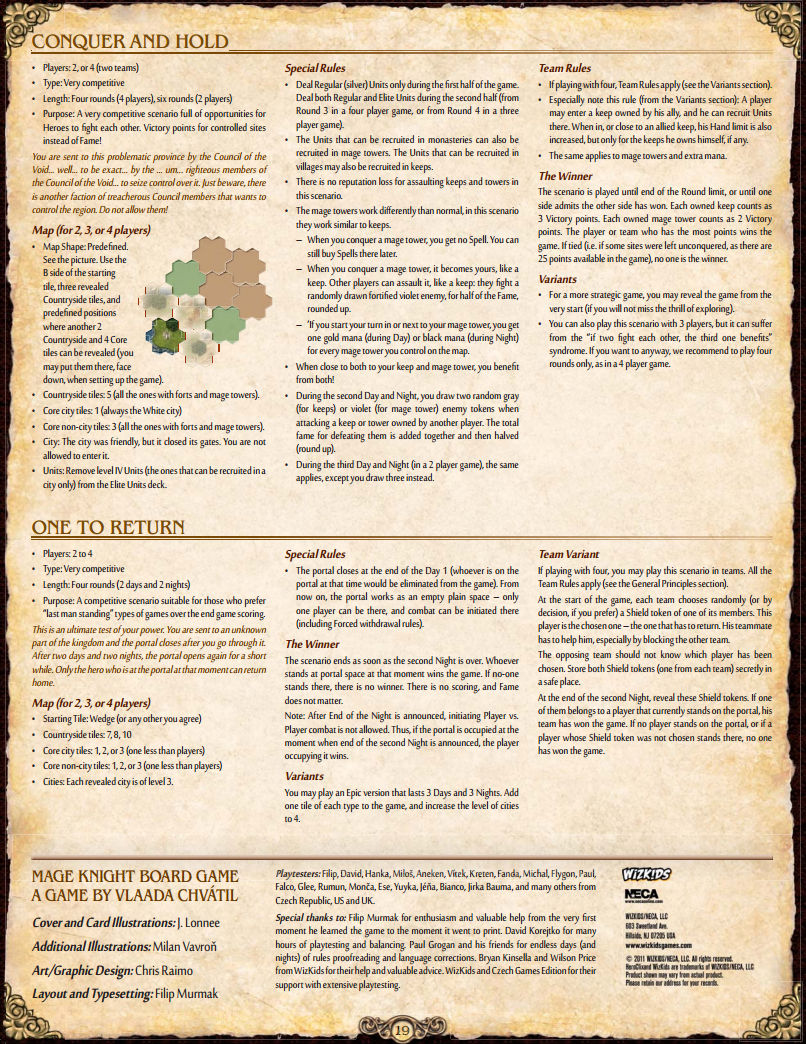 CONQUER AND HOLD
• Players: 2, or 4 (two teams)
• Type: Very competitive
• Length: Four rounds (4 players), six rounds (2 players)
• Purpose: A very competitive scenario full of opportunities for
Heroes to fight each other. Victory points for controlled sites
instead of Fame!
You are sent to this problematic province by the Council of the
Void... well... to be exact... by the ... um... righteous members of
the Council of the Void... to seize control over it. Just beware, there
is another faction of treacherous Council members that wants to
control the region. Do not allow them!
Map (for 2, 3, or 4 players)
• Map Shape: Predefined.
See the picture. Use the
B side of the starting
tile, three revealed
Countryside tiles, and
predefined positions
where another 2
Countryside and 4 Core
tiles can be revealed (you
may put them there, face
down, when setting up the game).
• Countryside tiles: 5 (all the ones with forts and mage towers).
• Core city tiles: 1 (always the White city)
• Core non-city tiles: 3 (all the ones with forts and mage towers).
• City: The city was friendly, but it closed its gates. You are not
allowed to enter it.
• Units: Remove level IV Units (the ones that can be recruited in a
city only) from the Elite Units deck.
Special Rules
• Deal Regular (silver) Units only during the first half of the game.
Deal both Regular and Elite Units during the second half (from
Round 3 in a four player game, or from Round 4 in a three
player game).
• The Units that can be recruited in monasteries can also be
recruited in mage towers. The Units that can be recruited in
villages may also be recruited in keeps.
• There is no reputation loss for assaulting keeps and towers in
this scenario.
• The mage towers work differently than normal, in this scenario
they work similar to keeps.
– When you conquer a mage tower, you get no Spell. You can
still buy Spells there later.
– When you conquer a mage tower, it becomes yours, like a
keep. Other players can assault it, like a keep: they fight a
randomly drawn fortified violet enemy, for half of the Fame,
rounded up.
– 'If you start your turn in or next to your mage tower, you get
one gold mana (during Day) or black mana (during Night)
for every mage tower you control on the map.
• When close to both to your keep and mage tower, you benefit
from both!
• During the second Day and Night, you draw two random gray
(for keeps) or violet (for mage tower) enemy tokens when
attacking a keep or tower owned by another player. The total
fame for defeating them is added together and then halved
(round up).
• During the third Day and Night (in a 2 player game), the same
applies, except you draw three instead.
Team Rules
• If playing with four, Team Rules apply (see the Variants section).
• Especially note this rule (from the Variants section): A player
may enter a keep owned by his ally, and he can recruit Units
there. When in, or close to an allied keep, his Hand limit is also
increased, but only for the keeps he owns himself, if any.
• The same applies to mage towers and extra mana.
The Winner
The scenario is played until end of the Round limit, or until one
side admits the other side has won. Each owned keep counts as
3 Victory points. Each owned mage tower counts as 2 Victory
points. The player or team who has the most points wins the
game. If tied (i.e. if some sites were left unconquered, as there are
25 points available in the game), no one is the winner.
Variants
• For a more strategic game, you may reveal the game from the
very start (if you will not miss the thrill of exploring).
• You can also play this scenario with 3 players, but it can suffer
from the "if two fight each other, the third one benefits"
syndrome. If you want to anyway, we recommend to play four
rounds only, as in a 4 player game.
ONE TO RETURN
• Players: 2 to 4
• Type: Very competitive
• Length: Four rounds (2 days and 2 nights)
• Purpose: A competitive scenario suitable for those who prefer
"last man standing" types of games over the end game scoring.
This is an ultimate test of your power. You are sent to an unknown
part of the kingdom and the portal closes after you go through it.
After two days and two nights, the portal opens again for a short
while. Only the hero who is at the portal at that moment can return
home.
Map (for 2, 3, or 4 players)
• Starting Tile: Wedge (or any other you agree)
• Countryside tiles: 7, 8, 10
• Core city tiles: 1, 2, or 3 (one less than players)
• Core non-city tiles: 1, 2, or 3 (one less than players)
• Cities: Each revealed city is of level 3.
Special Rules
• The portal closes at the end of the Day 1 (whoever is on the
portal at that time would be eliminated from the game). From
now on, the portal works as an empty plain space – only
one player can be there, and combat can be initiated there
(including Forced withdrawal rules).
The Winner
The scenario ends as soon as the second Night is over. Whoever
stands at portal space at that moment wins the game. If no-one
stands there, there is no winner. There is no scoring, and Fame
does not matter.
Note: After End of the Night is announced, initiating Player vs.
Player combat is not allowed. Thus, if the portal is occupied at the
moment when end of the second Night is announced, the player
occupying it wins.
Variants
You may play an Epic version that lasts 3 Days and 3 Nights. Add
one tile of each type to the game, and increase the level of cities
to 4.
Team Variant
If playing with four, you may play this scenario in teams. All the
Team Rules apply (see the General Principles section).
At the start of the game, each team chooses randomly (or by
decision, if you prefer) a Shield token of one of its members. This
player is the chosen one – the one that has to return. His teammate
has to help him, especially by blocking the other team.
The opposing team should not know which player has been
chosen. Store both Shield tokens (one from each team) secretly in
a safe place.
At the end of the second Night, reveal these Shield tokens. If one
of them belongs to a player that currently stands on the portal, his
team has won the game. If no player stands on the portal, or if a
player whose Shield token was not chosen stands there, no one
has won the game.
MAGE KNIGHT BOARD GAME
A GAME BY VLAADA CHVÁTIL
Cover and Card Illustrations: J. Lonnee
Additional Illustrations: Milan Vavroň
Art/Graphic Design: Chris Raimo
Layout and Typesetting: Filip Murmak
Playtesters: Filip, David, Hanka, Miloš, Aneken, Vítek, Kreten, Fanda, Michal, Flygon, Paul,
Falco, Glee, Rumun, Monča, Ese, Yuyka, Jéňa, Bianco, Jirka Bauma, and many others from
Czech Republic, US and UK.
Special thanks to: Filip Murmak for enthusiasm and valuable help from the very first
moment he learned the game to the moment it went to print. David Korejtko for many
hours of playtesting and balancing. Paul Grogan and his friends for endless days (and
nights) of rules proofreading and language corrections. Bryan Kinsella and Wilson Price
from WizKids for their help and valuable advice. WizKids and Czech Games Edition for their
support with extensive playtesting.
WIZKIDS!
NECA
www.necaonline.com
WIZKIDS/NECA, LLC
603 Sweetland Ave.
Hillside, NJ 07205 USA
www.wizkidsgames.com
© 2011 WIZKIDS/NECA, LLC. All rights reserved.
HeroClix and WizKids are trademarks of WIZKIDS/NECA, LLC
Product shown may vary from actual product.
Please retain our address for your records.
19